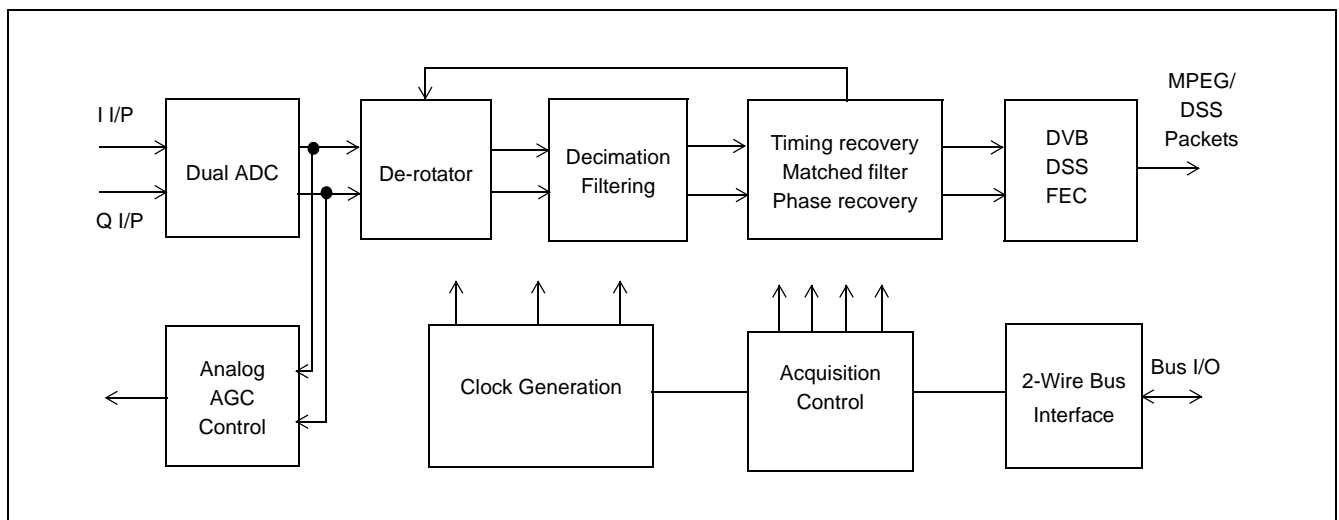 I I/P
Q I/P
Dual ADC
De-rotator
Decimation
Filtering
Timing recovery
Matched filter
Phase recovery
DVB
DSS
FEC
MPEG/
DSS
Packets
Analog
AGC
Control
Clock Generation
Acquisition
Control
2-Wire Bus
Interface
Bus I/O